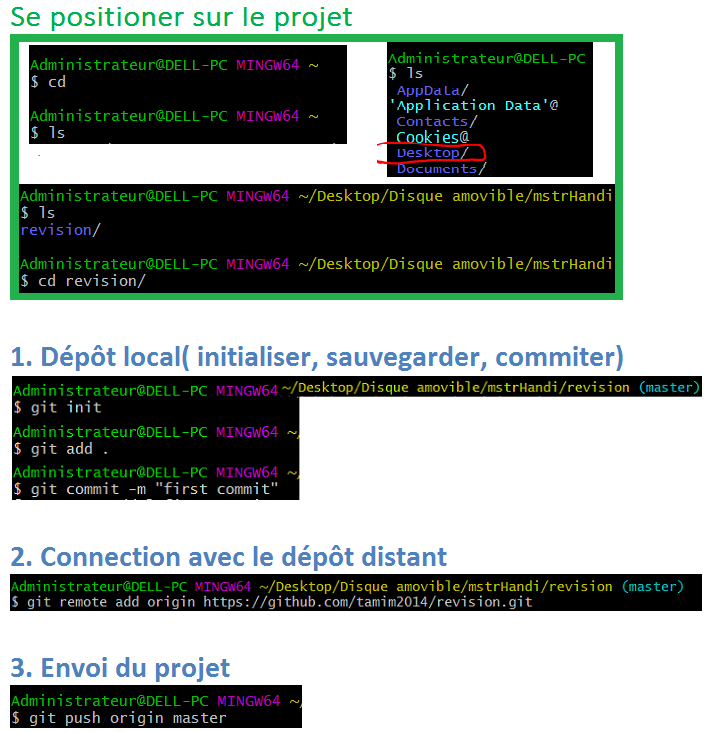 Se positioner sur le projet
Administrateur@DELL-PC MINGW64 ~
$ cd
Administrateur@DELL-PC MINGW64 ~
$ ls
Administrateur@DELL-PC
$ ls
AppData/
'Application Data'@
Contacts/
Cookies@
Desktop/
Documents/
Administrateur@DELL-PC MINGW64 ~/Desktop/Disque amovible/mstrHandi
$ ls
revision/
Administrateur@DELL-PC MINGW64 ~/Desktop/Disque amovible/mstrHandi
$ cd revision/
1. Dépôt local( initialiser, sauvegarder, commiter)
Administrateur@DELL-PC MINGW64 ~/Desktop/Disque amovible/mstrHandi/revision (master)
$ git init
Administrateur@DELL-PC MINGW64 ~/
$ git add .
Administrateur@DELL-PC MINGW64 ~/
$ git commit -m "first commit"
2. Connection avec le dépôt distant
Administrateur@DELL-PC MINGW64 ~/Desktop/Disque amovible/mstrHandi/revision (master)
$ git remote add origin https://github.com/tamim2014/revision.git
3. Envoi du projet
Administrateur@DELL-PC MINGW64 ~/
$ git push origin master